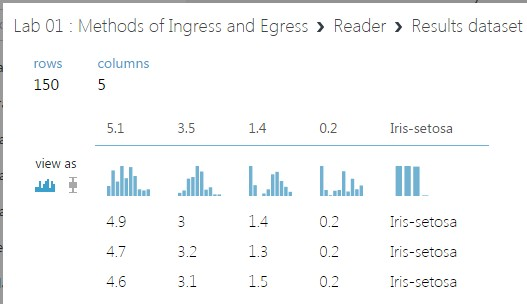 Lab 01 : Methods of Ingress and Egress › Reader › Results dataset
rows columns
150 5
5.1 3.5 1.4 0.2 Iris-setosa
view as
4.9 3 1.4 0.2 Iris-setosa
4.7 3.2 1.3 0.2 Iris-setosa
4.6 3.1 1.5 0.2 Iris-setosa